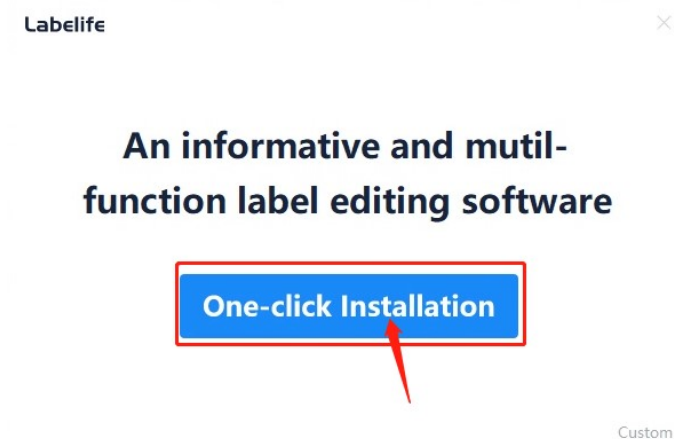 Labelife
An informative and mutil-
function label editing software
One-click Installation
Custom